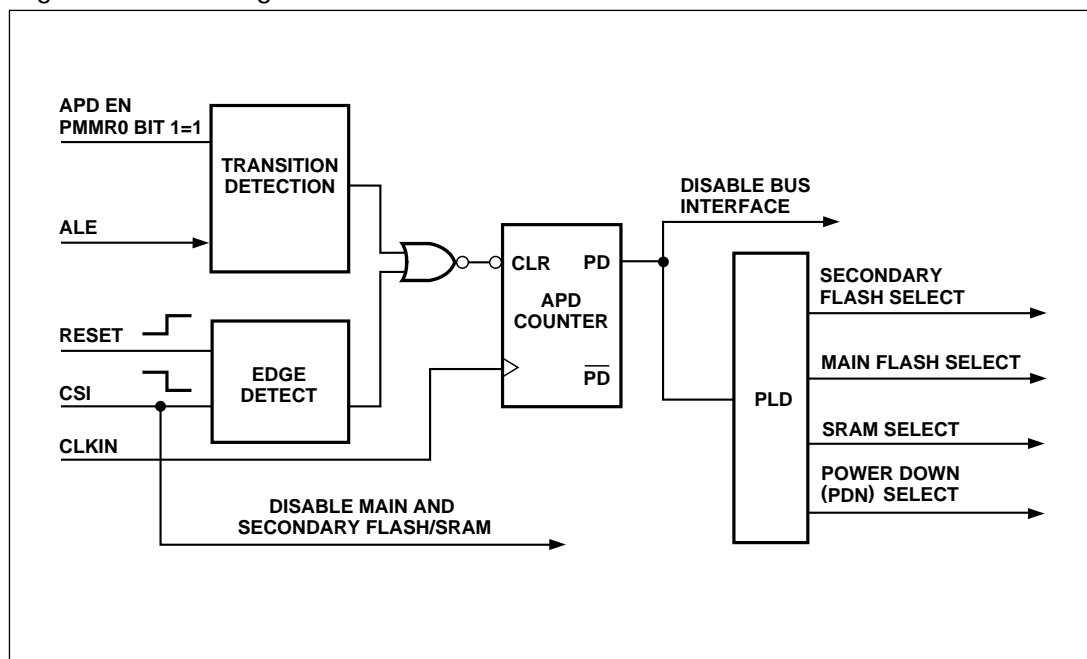 APD EN
PMMR0 BIT 1=1
TRANSITION
DETECTION
ALE
RESET
CSI
EDGE
DETECT
CLKIN
DISABLE MAIN AND
SECONDARY FLASH/SRAM
CLR
PD
APD
COUNTER
PD
DISABLE BUS
INTERFACE
PLD
SECONDARY
FLASH SELECT
MAIN FLASH SELECT
SRAM SELECT
POWER DOWN
(PDN) SELECT